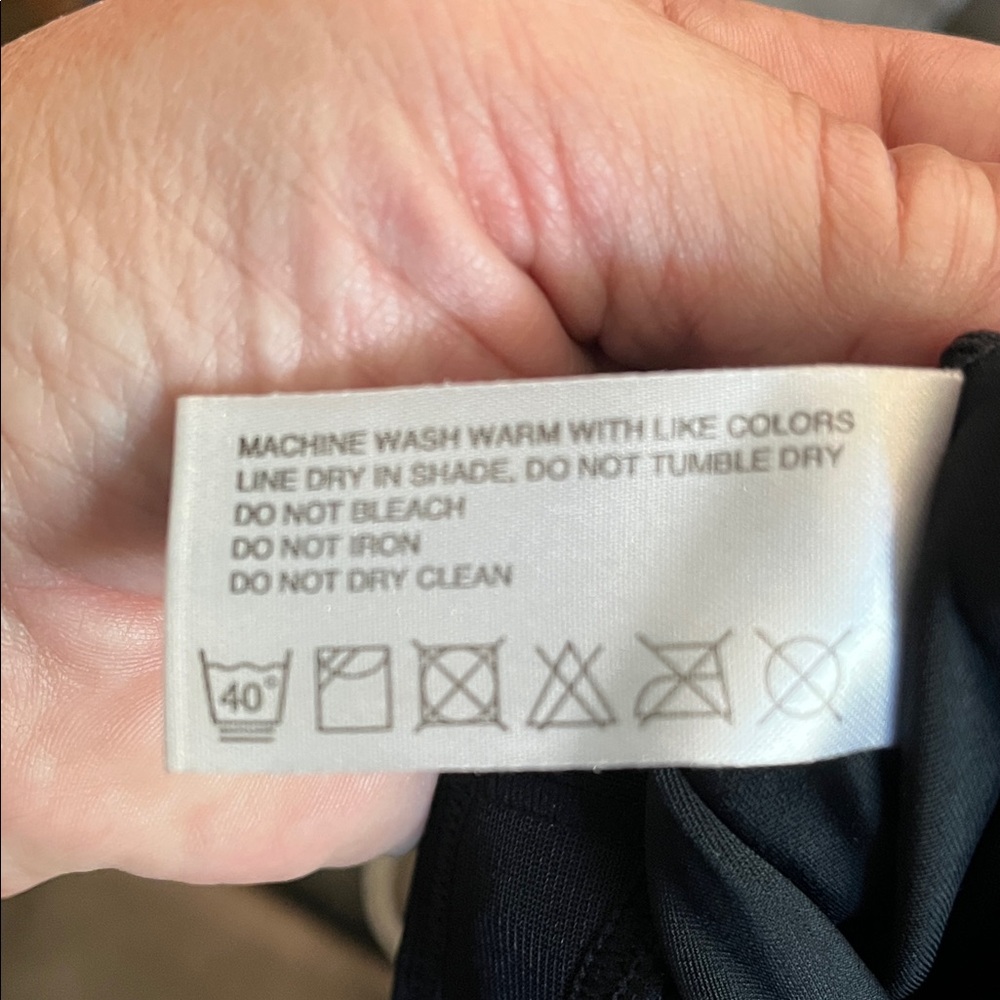 MACHINE WASH WARM WITH LIKE COLORS
LINE DRY IN SHADE. DO NOT TUMBLE DRY
DO NOT BLEACH
DO NOT IRON
DO NOT DRY CLEAN
40°